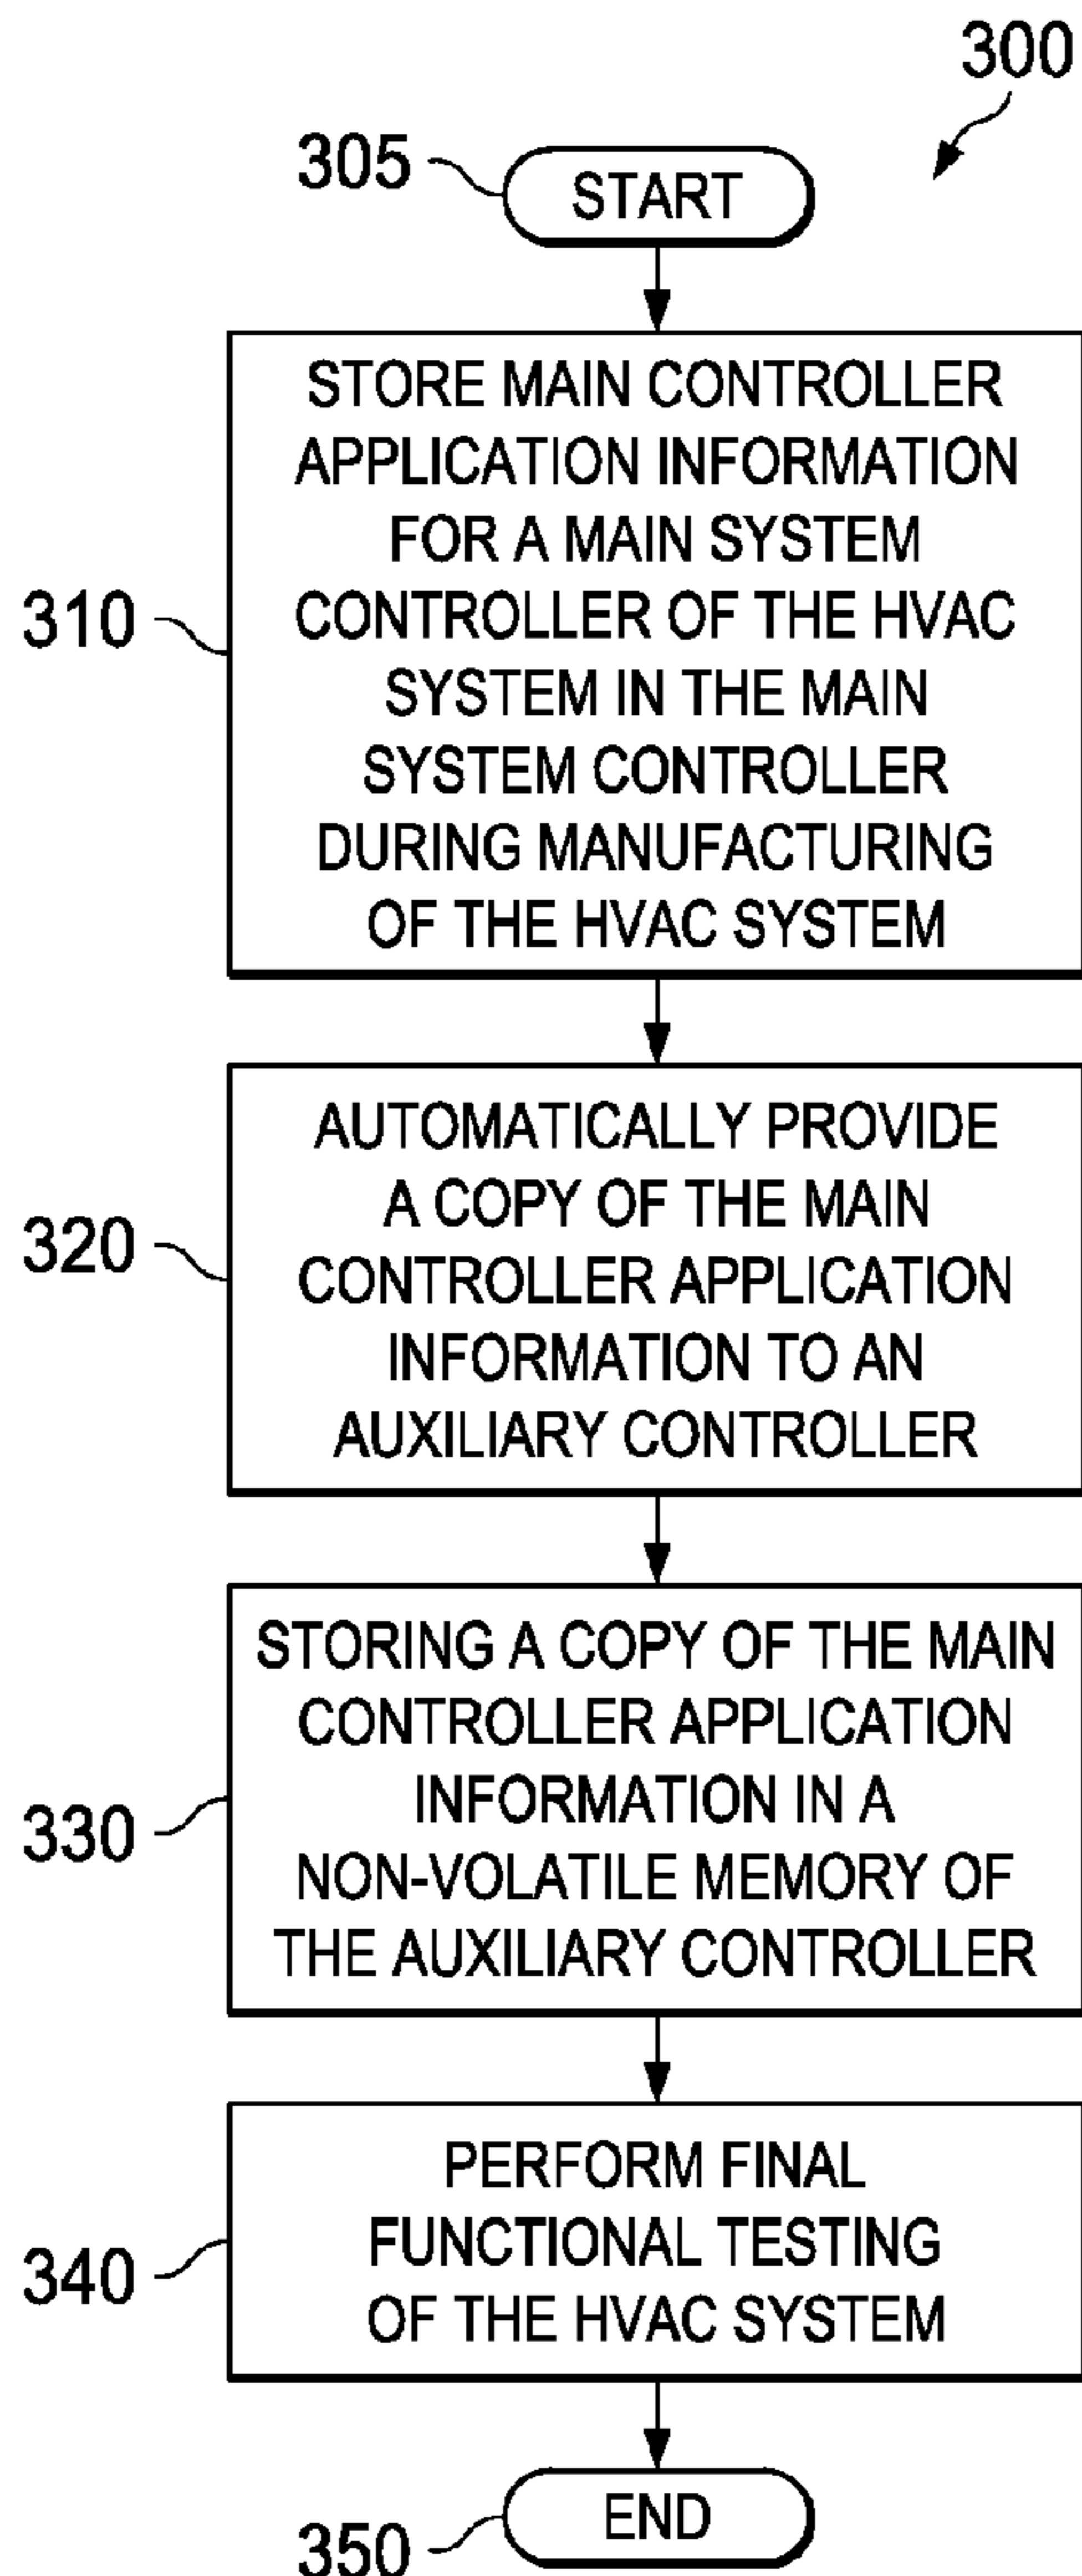 300
305
START
310
STORE MAIN CONTROLLER
APPLICATION INFORMATION
FOR A MAIN SYSTEM
CONTROLLER OF THE HVAC
SYSTEM IN THE MAIN
SYSTEM CONTROLLER
DURING MANUFACTURING
OF THE HVAC SYSTEM
320
AUTOMATICALLY PROVIDE
A COPY OF THE MAIN
CONTROLLER APPLICATION
INFORMATION TO AN
AUXILIARY CONTROLLER
330
STORING A COPY OF THE MAIN
CONTROLLER APPLICATION
INFORMATION IN A
NON-VOLATILE MEMORY OF
THE AUXILIARY CONTROLLER
340
PERFORM FINAL
FUNCTIONAL TESTING
OF THE HVAC SYSTEM
350
END